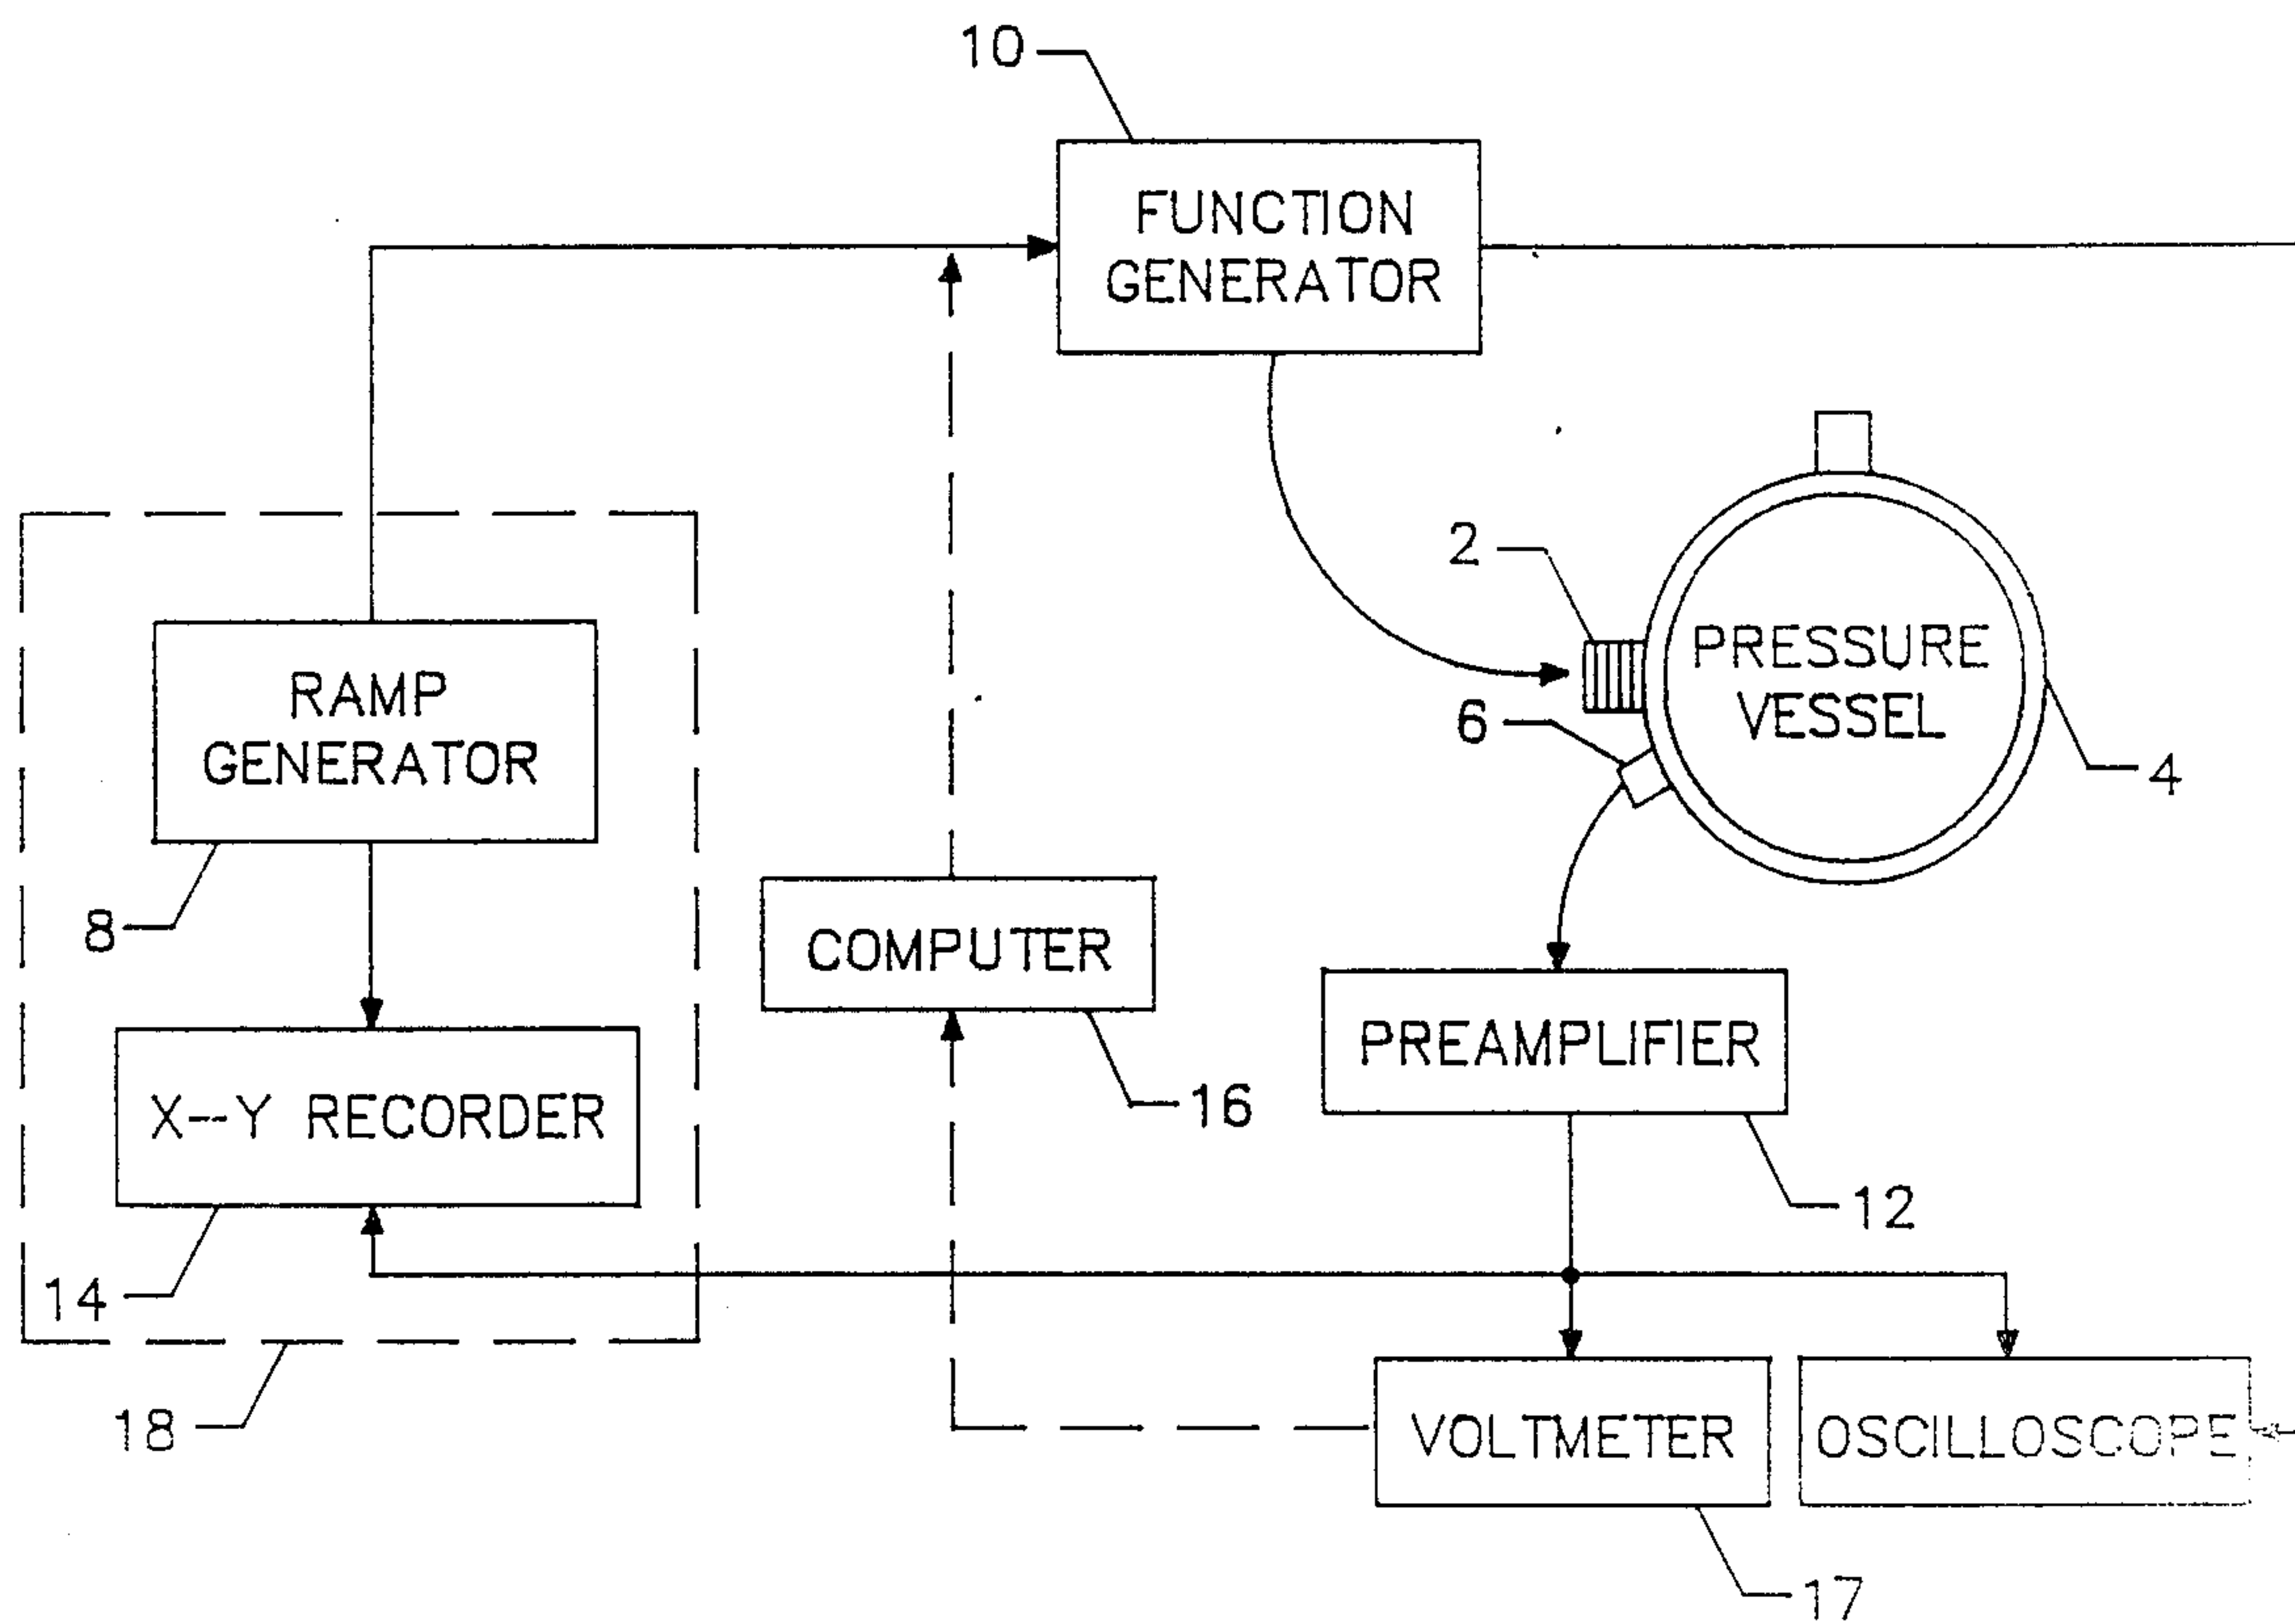 10
FUNCTION
GENERATOR
2
PRESSURE
VESSEL
6
4
RAMP
GENERATOR
8
COMPUTER
16
PREAMPLIFIER
12
X--Y RECORDER
14
18
VOLTMETER
OSCILLOSCOPE
17